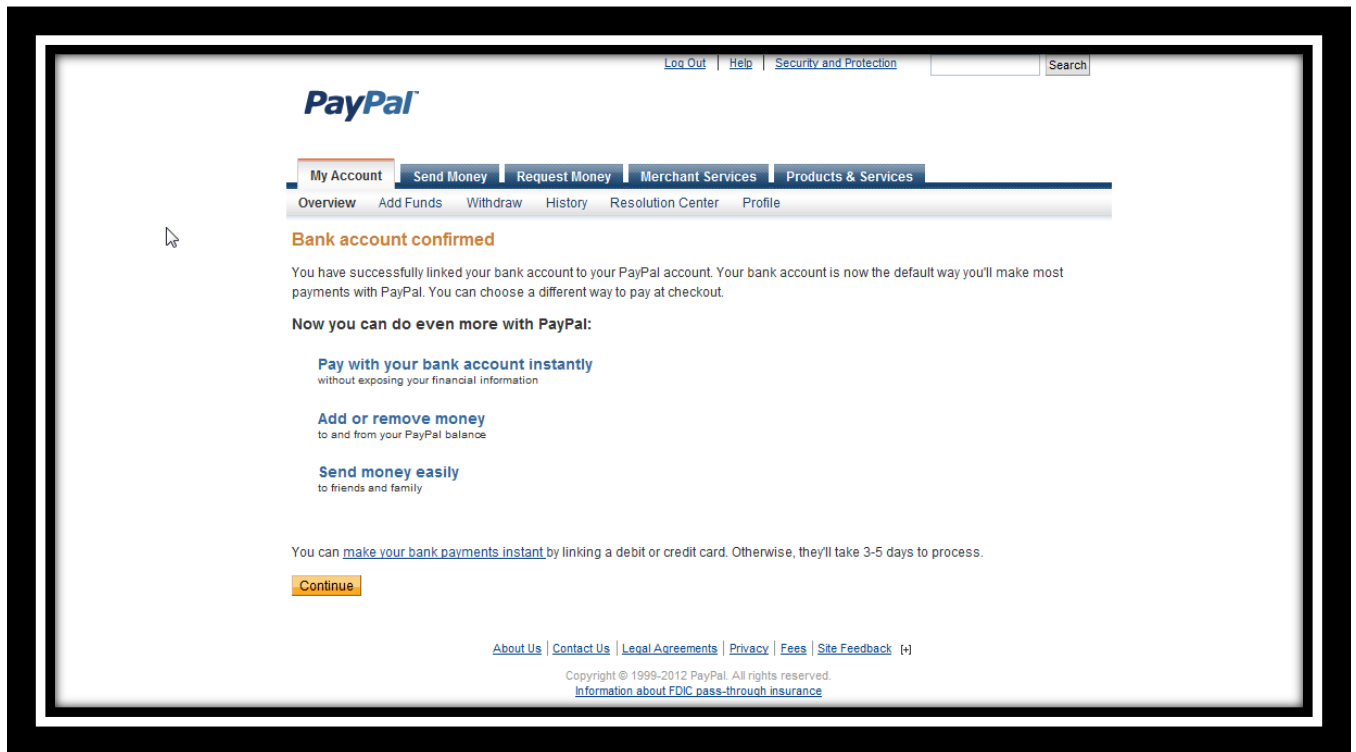 Log Out | Help | Security and Protection Search
PayPal™
My Account Send Money Request Money Merchant Services Products & Services
Overview Add Funds Withdraw History Resolution Center Profile
Bank account confirmed
You have successfully linked your bank account to your PayPal account. Your bank account is now the default way you'll make most
payments with PayPal. You can choose a different way to pay at checkout.
Now you can do even more with PayPal:
Pay with your bank account instantly
without exposing your financial information
Add or remove money
to and from your PayPal balance
Send money easily
to friends and family
You can make your bank payments instant by linking a debit or credit card. Otherwise, they'll take 3-5 days to process.
Continue
About Us | Contact Us | Legal Agreements | Privacy | Fees | Site Feedback [+]
Copyright © 1999-2012 PayPal. All rights reserved.
Information about FDIC pass-through insurance